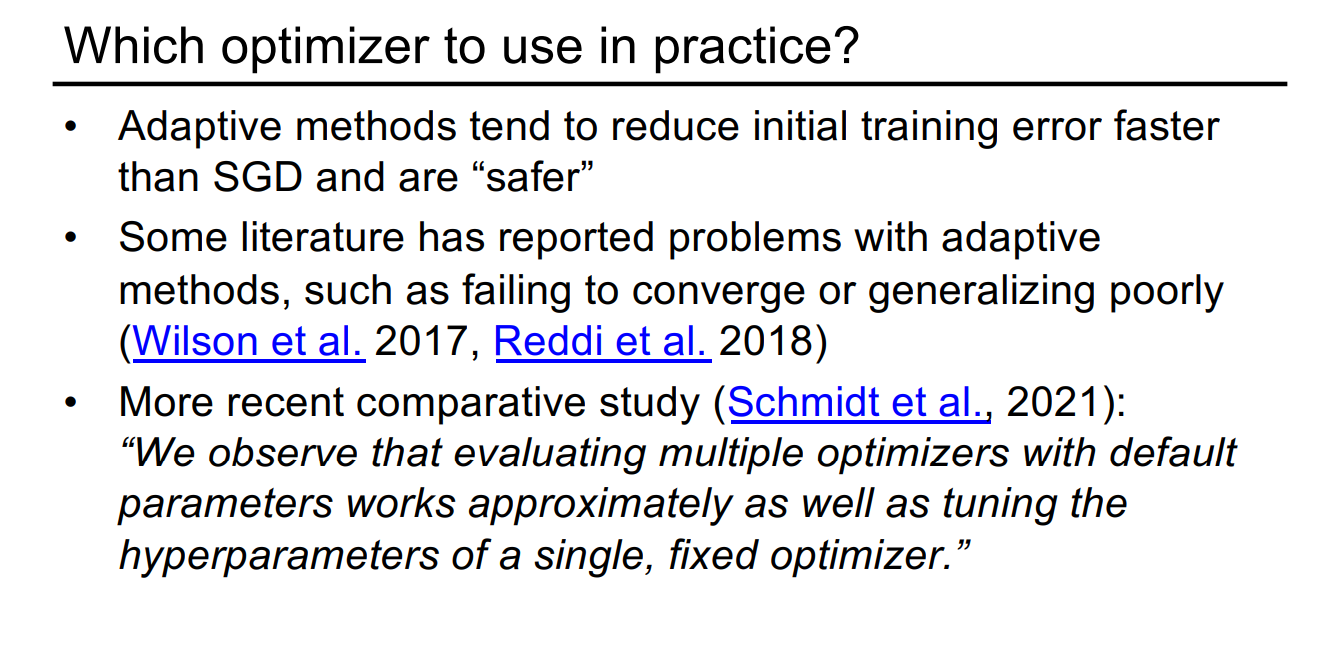 Which optimizer to use in practice?
• Adaptive methods tend to reduce initial training error faster
than SGD and are “safer”
• Some literature has reported problems with adaptive
methods, such as failing to converge or generalizing poorly
(Wilson et al. 2017, Reddi et al. 2018)
• More recent comparative study (Schmidt et al., 2021):
“We observe that evaluating multiple optimizers with default
parameters works approximately as well as tuning the
hyperparameters of a single, fixed optimizer.”